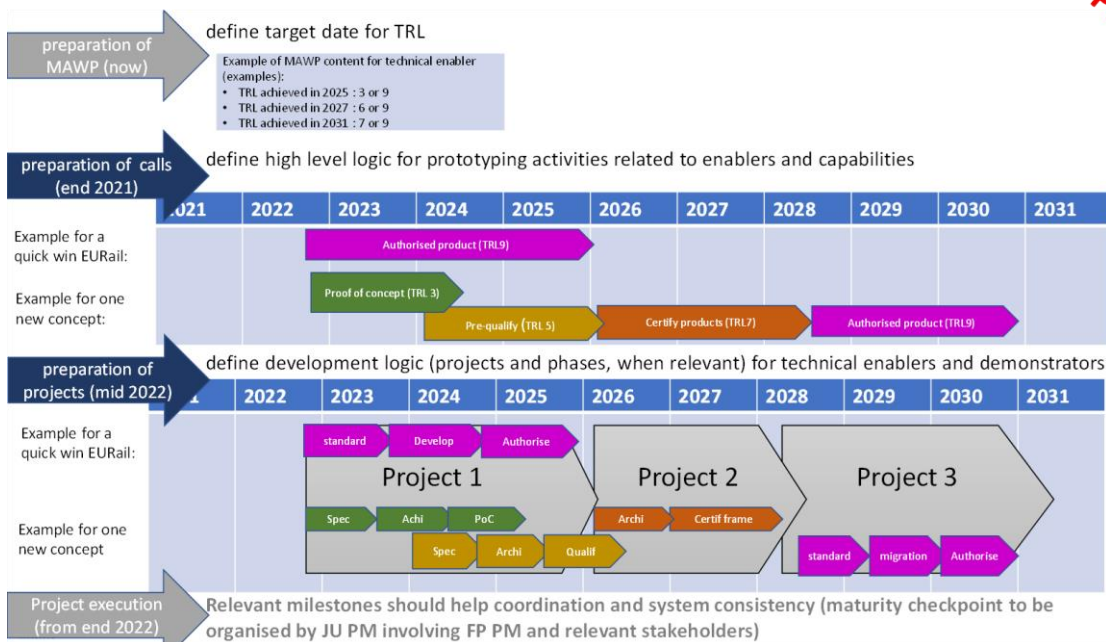 preparation of
MAWP (now)
define target date for TRL
Example of MAWP content for technical enabler
(examples):
• TRL achieved in 2025 : 3 or 9
• TRL achieved in 2027 : 6 or 9
• TRL achieved in 2031 : 7 or 9
preparation of calls
(end 2021)
define high level logic for prototyping activities related to enablers and capabilities
2021 2022 2023 2024 2025 2026 2027 2028 2029 2030 2031
Example for a
quick win EURail:
Authorised product (TRL9)
Example for one
new concept:
Proof of concept (TRL 3)
Pre-qualify (TRL 5)
Certify products (TRL7)
Authorised product (TRL9)
preparation of
projects (mid 2022)
define development logic (projects and phases, when relevant) for technical enablers and demonstrators
2022 2023 2024 2025 2026 2027 2028 2029 2030 2031
Example for a
quick win EURail:
standard Develop Authorise
Project 1 Project 2 Project 3
Example for one
new concept
Spec Achi PoC Archi Certif frame
Spec Archi Qualif standard migration Authorise
Project execution
(from end 2022)
Relevant milestones should help coordination and system consistency (maturity checkpoint to be
organised by JU PM involving FP PM and relevant stakeholders)